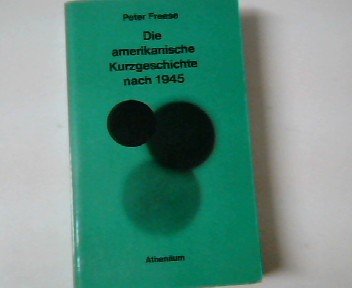 Peter Freese
Die
amerikanische
Kurzgeschichte
nach 1945
Athenäum